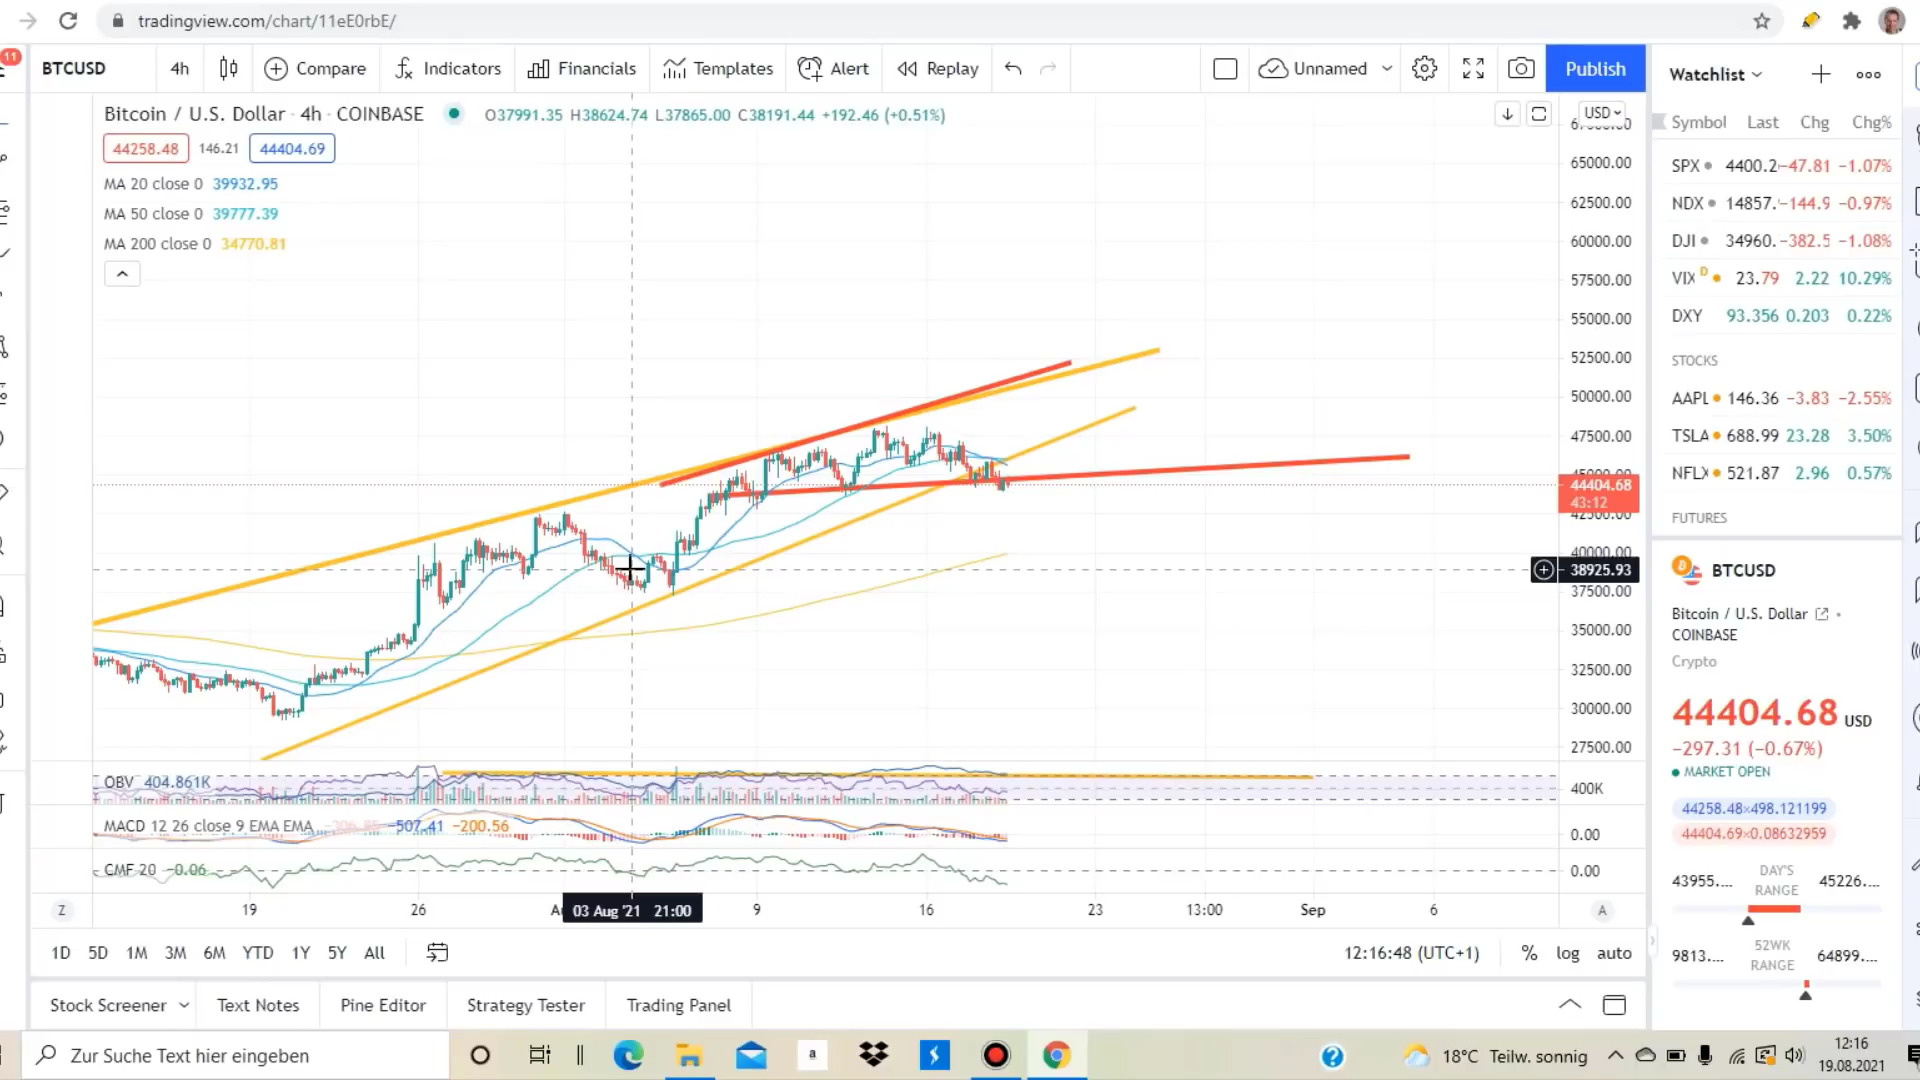 tradingview.com/chart/11eE0rbE/
11
BTCUSD 4h Compare Indicators Financials Templates Alert Replay Unnamed Publish
Bitcoin / U.S. Dollar · 4h · COINBASE O37991.35 H38624.74 L37865.00 C38191.44 +192.46 (+0.51%)
44258.48 146.21 44404.69
MA 20 close 0 39932.95
MA 50 close 0 39777.39
MA 200 close 0 34770.81
USD
65000.00
62500.00
60000.00
57500.00
55000.00
52500.00
50000.00
47500.00
45000.00
44404.68
43:12
42500.00
40000.00
38925.93
37500.00
35000.00
32500.00
30000.00
27500.00
OBV 404.861K
400K
MACD 12 26 close 9 EMA EMA −507.41 −200.56
0.00
CMF 20 −0.06
0.00
Z 19 26 03 Aug '21 21:00 9 16 23 13:00 Sep 6 A
1D 5D 1M 3M 6M YTD 1Y 5Y All 12:16:48 (UTC+1) % log auto
Stock Screener Text Notes Pine Editor Strategy Tester Trading Panel
Watchlist
Symbol Last Chg Chg%
SPX 4400.2 −47.81 −1.07%
NDX 14857. −144.9 −0.97%
DJI 34960. −382.5 −1.08%
VIX D 23.79 2.22 10.29%
DXY 93.356 0.203 0.22%
STOCKS
AAPL 146.36 −3.83 −2.55%
TSLA 688.99 23.28 3.50%
NFLX 521.87 2.96 0.57%
FUTURES
BTCUSD
Bitcoin / U.S. Dollar
COINBASE
Crypto
44404.68 USD
−297.31 (−0.67%)
MARKET OPEN
44258.48×498.121199
44404.69×0.08632959
43955.... DAY'S RANGE 45226....
9813.... 52WK RANGE 64899....
Zur Suche Text hier eingeben
a
18°C Teilw. sonnig
12:16
19.08.2021